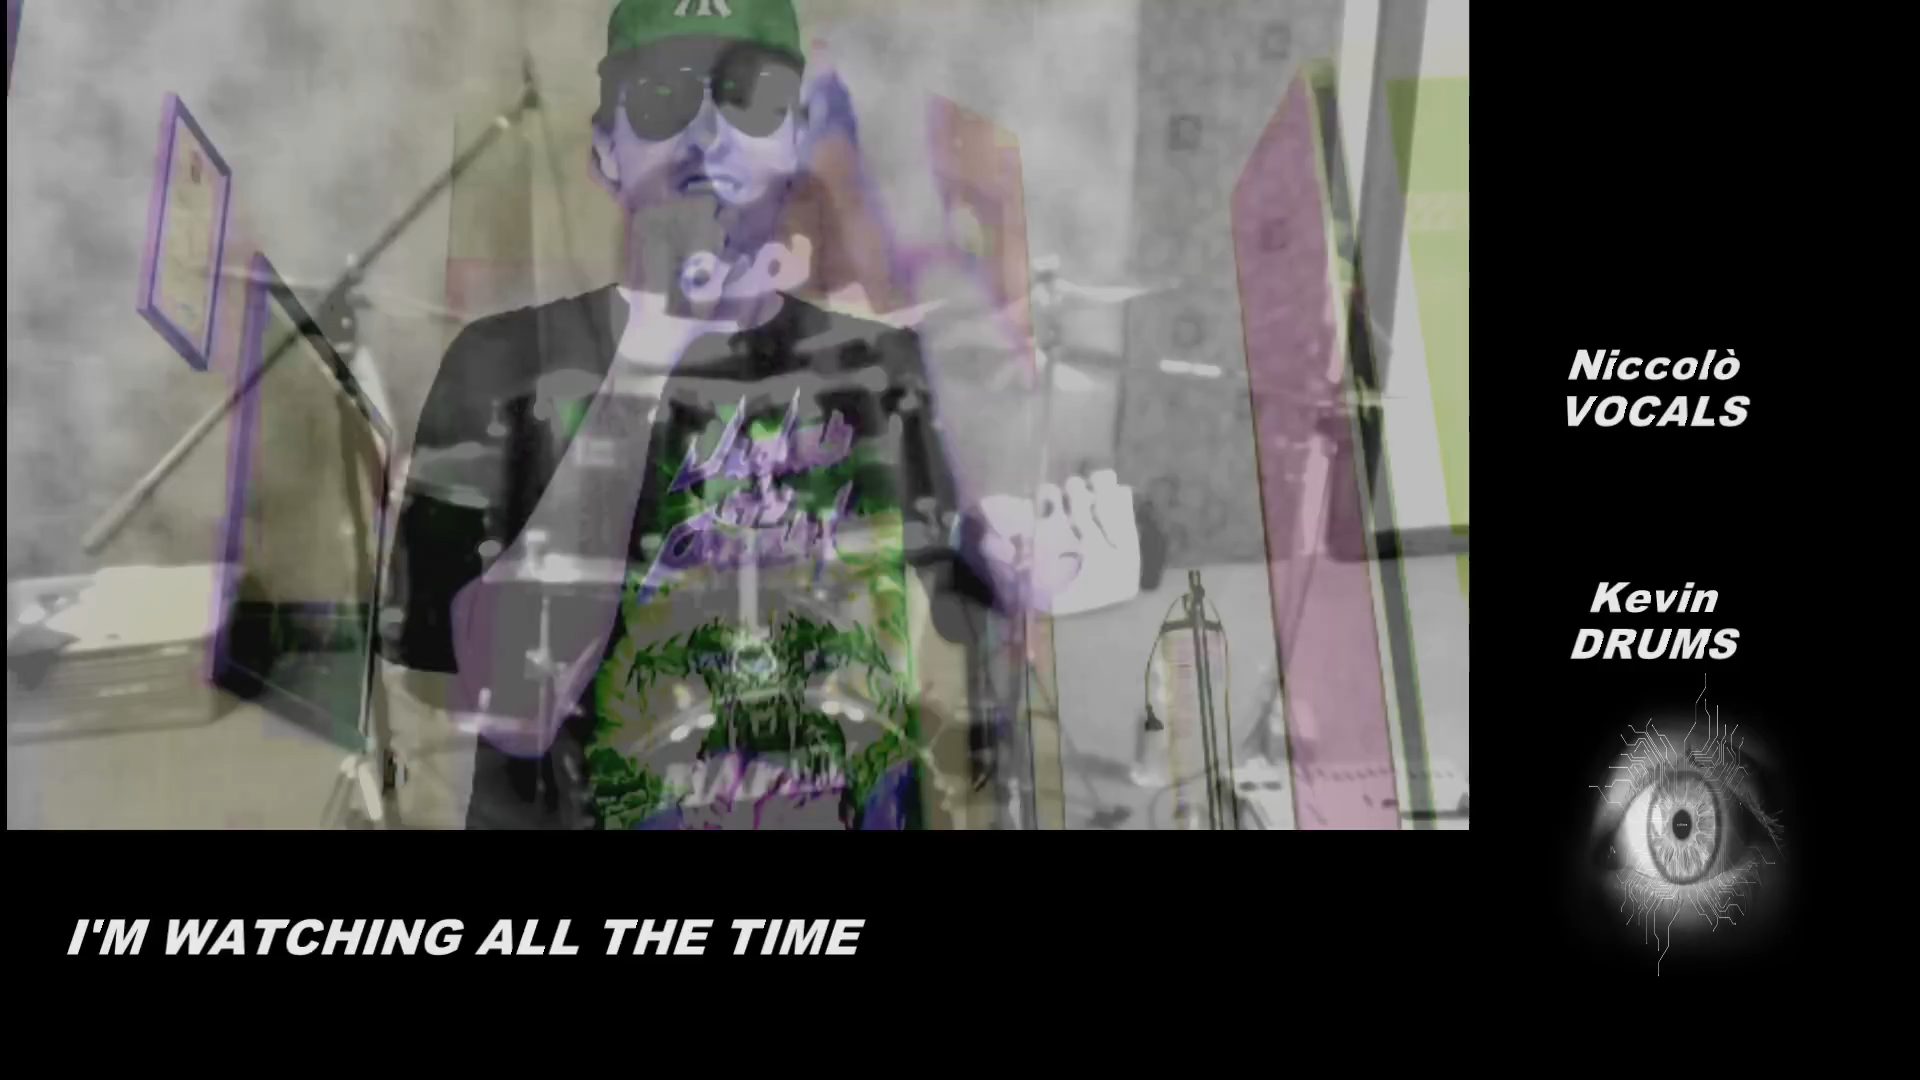 Niccolò
VOCALS
Kevin
DRUMS
I'M WATCHING ALL THE TIME